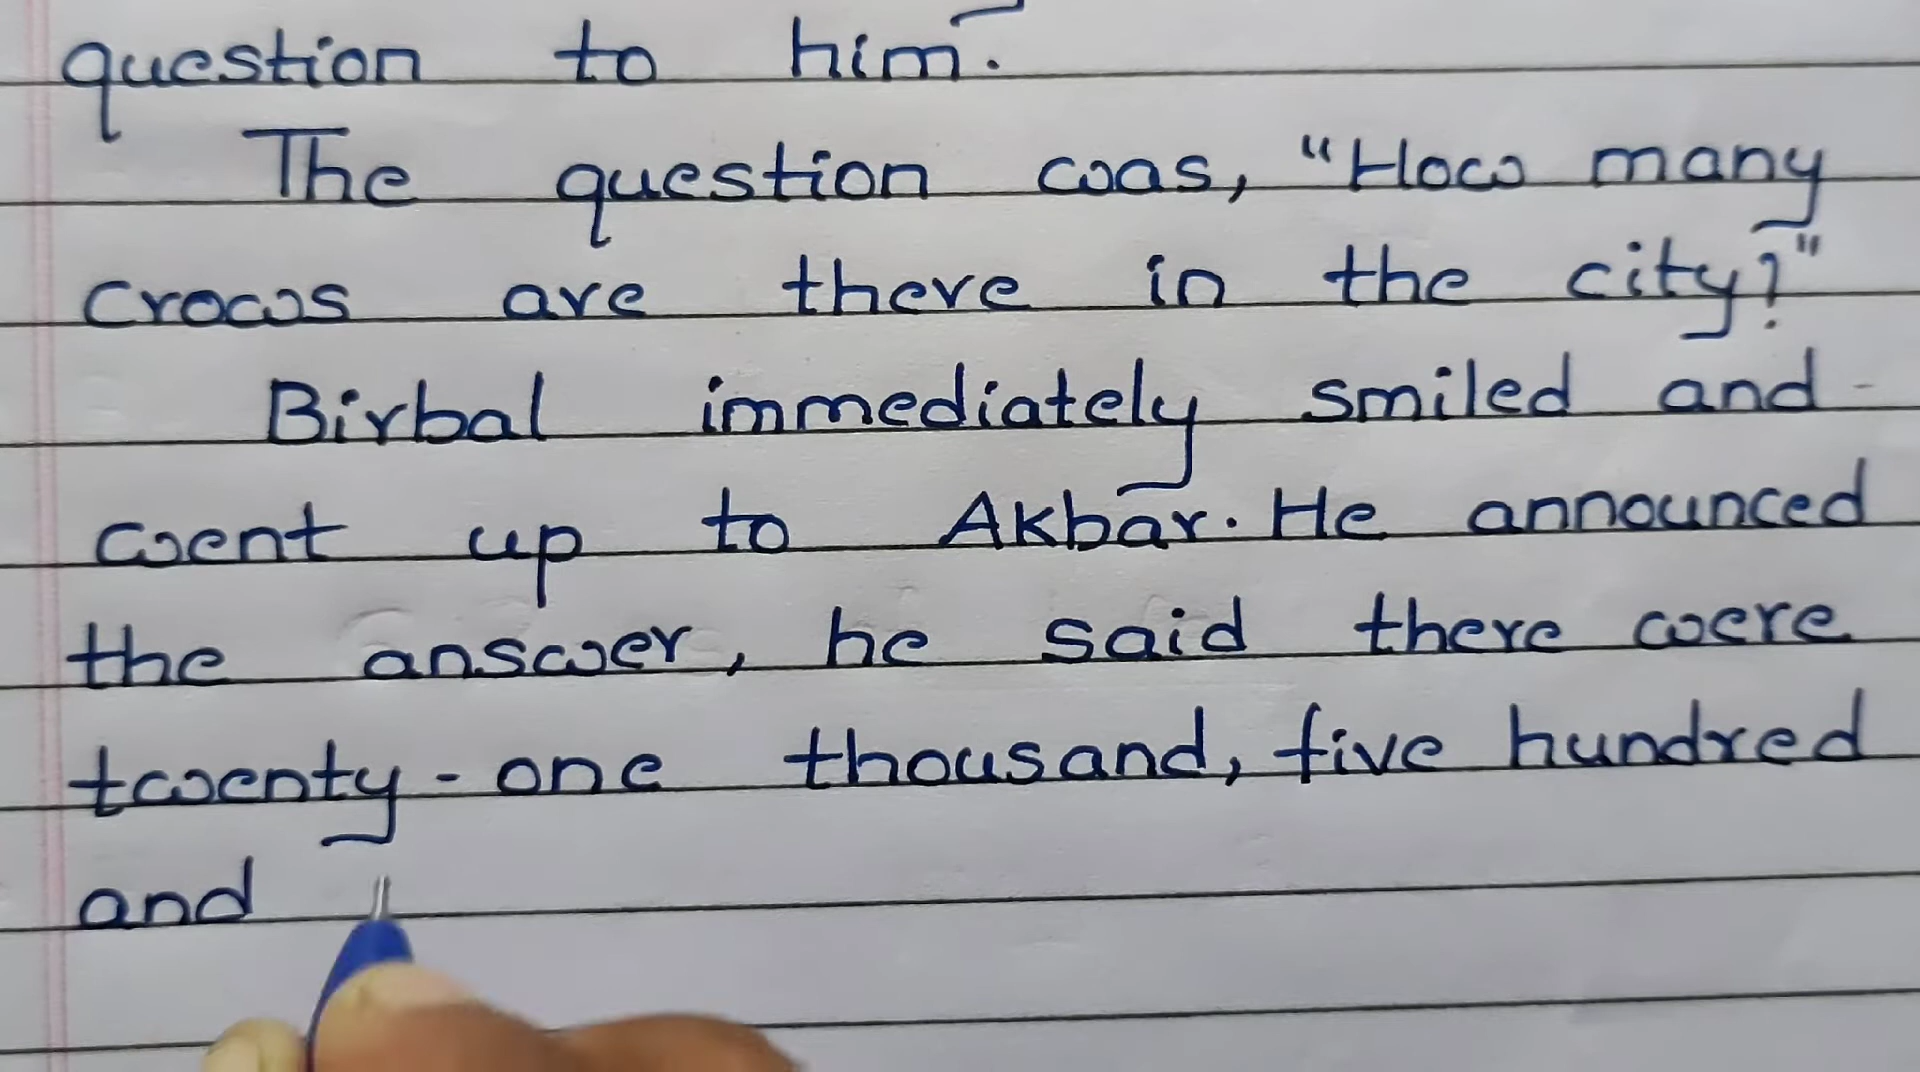 question to him.
The question was, "How many
crows are there in the city?"
Birbal immediately smiled and
went up to Akbar. He announced
the answer, he said there were
twenty-one thousand, five hundred
and